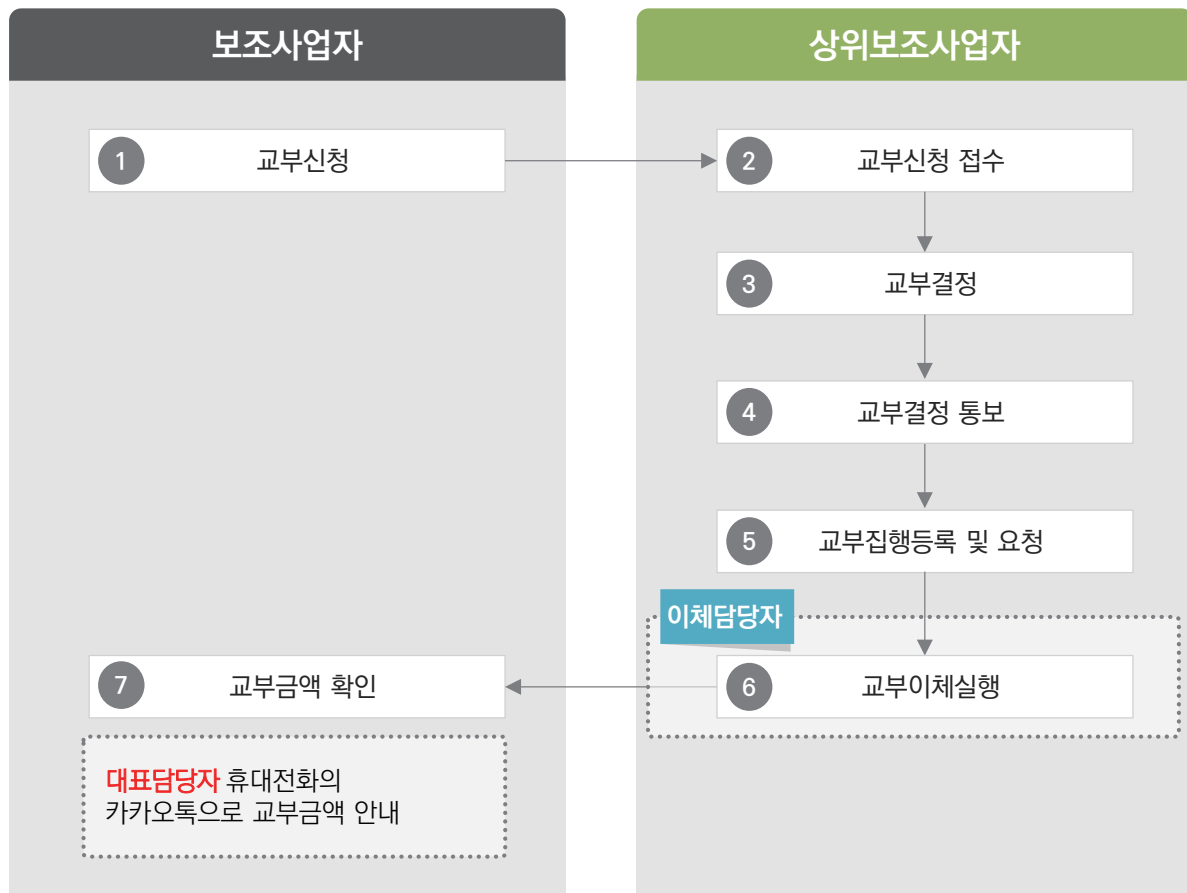 보조사업자
상위보조사업자
1 교부신청
2 교부신청 접수
3 교부결정
4 교부결정 통보
5 교부집행등록 및 요청
이체담당자
7 교부금액 확인
6 교부이체실행
대표담당자 휴대전화의
카카오톡으로 교부금액 안내